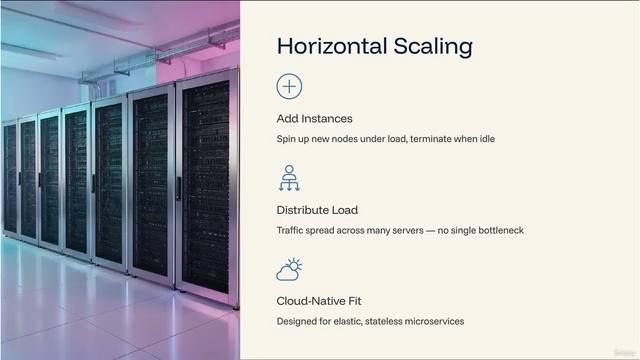 Horizontal Scaling
Add Instances
Spin up new nodes under load, terminate when idle
Distribute Load
Traffic spread across many servers — no single bottleneck
Cloud-Native Fit
Designed for elastic, stateless microservices